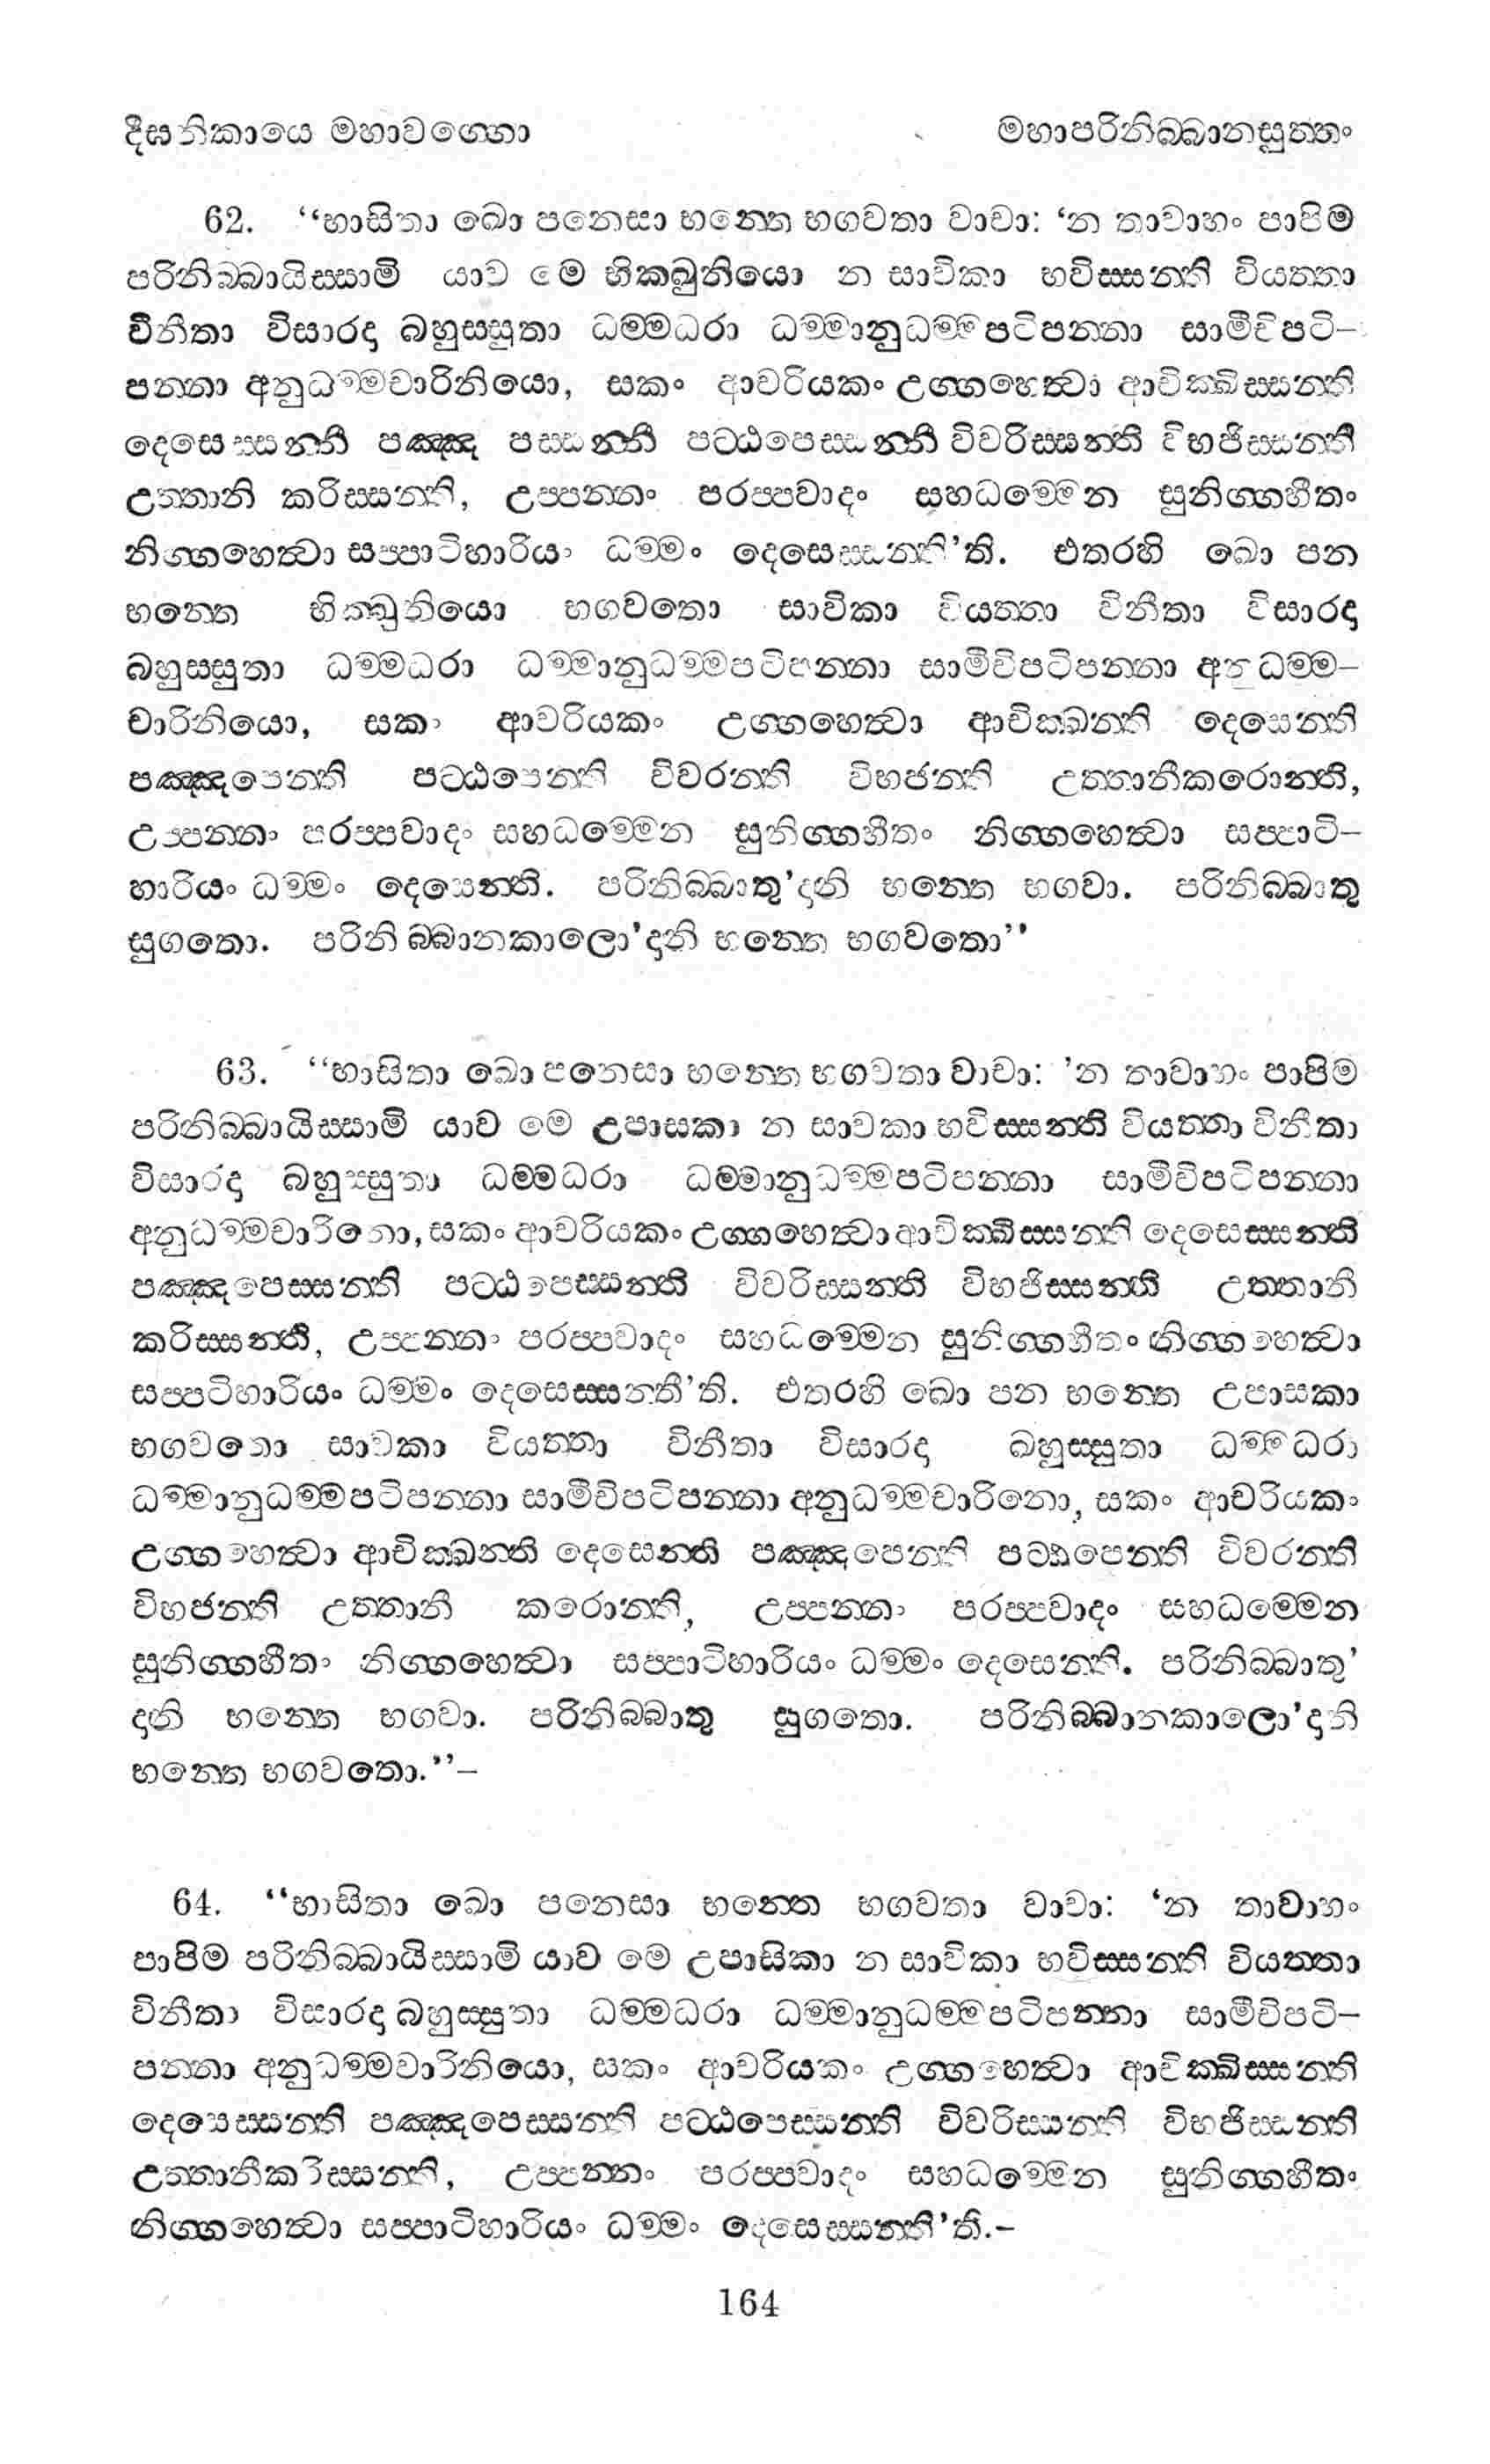 දීඝනිකායෙ මහාවග්ගො මහාපරිනිබ්බානසුත්තං
62. ‘‘භාසිතා ඛො පනෙසා භන්තෙ භගවතා වාචා: ‘න තාවාහං පාපිම
පරිනිබ්බායිස්සාමි යාව මෙ භික්ඛුනියො න සාවිකා භවිස්සන්ති වියත්තා
විනීතා විසාරදා බහුස්සුතා ධම්මධරා ධම්මානුධම්මපටිපන්නා සාමීචිපටි–
පන්නා අනුධම්මචාරිනියො, සකං ආචරියකං උග්ගහෙත්වා ආචික්ඛිස්සන්ති
දෙසෙස්සන්ති පඤ්ඤපස්සන්ති පට්ඨපෙස්සන්ති විවරිස්සන්ති විභජිස්සන්ති
උත්තානි කරිස්සන්ති, උප්පන්නං පරප්පවාදං සහධම්මෙන සුනිග්ගහීතං
නිග්ගහෙත්වා සප්පාටිහාරියං ධම්මං දෙසෙස්සන්ති’ති. එතරහි ඛො පන
භන්තෙ භික්ඛුනියො භගවතො සාවිකා වියත්තා විනීතා විසාරදා
බහුස්සුතා ධම්මධරා ධම්මානුධම්මපටිපන්නා සාමීචිපටිපන්නා අනුධම්ම–
චාරිනියො, සකං ආචරියකං උග්ගහෙත්වා ආචික්ඛන්ති දෙසෙන්ති
පඤ්ඤපෙන්ති පට්ඨපෙන්ති විවරන්ති විභජන්ති උත්තානීකරොන්ති,
උප්පන්නං පරප්පවාදං සහධම්මෙන සුනිග්ගහීතං නිග්ගහෙත්වා සප්පාටි–
හාරියං ධම්මං දෙසෙන්ති. පරිනිබ්බාතු’දානි භන්තෙ භගවා. පරිනිබ්බාතු
සුගතො. පරිනිබ්බානකාලො’දානි භන්තෙ භගවතො’’
63. ‘‘භාසිතා ඛො පනෙසා භන්තෙ භගවතා වාචා: ’න තාවාහං පාපිම
පරිනිබ්බායිස්සාමි යාව මෙ උපාසකා න සාවකා භවිස්සන්ති වියත්තා විනීතා
විසාරදා බහුස්සුතා ධම්මධරා ධම්මානුධම්මපටිපන්නා සාමීචිපටිපන්නා
අනුධම්මචාරිනො, සකං ආචරියකං උග්ගහෙත්වා ආචික්ඛිස්සන්ති දෙසෙස්සන්ති
පඤ්ඤපෙස්සන්ති පට්ඨපෙස්සන්ති විවරිස්සන්ති විභජිස්සන්ති උත්තානි
කරිස්සන්ති, උප්පන්නං පරප්පවාදං සහධම්මෙන සුනිග්ගහීතං නිග්ගහෙත්වා
සප්පටිහාරියං ධම්මං දෙසෙස්සන්තී’ති. එතරහි ඛො පන භන්තෙ උපාසකා
භගවතො සාවකා වියත්තා විනීතා විසාරදා ඛහුස්සුතා ධම්මධරා
ධම්මානුධම්මපටිපන්නා සාමීචිපටිපන්නා අනුධම්මචාරිනො, සකං ආචරියකං
උග්ගහෙත්වා ආචික්ඛන්ති දෙසෙන්ති පඤ්ඤපෙන්ති පට්ඨපෙන්ති විවරන්ති
විභජන්ති උත්තානී කරොන්ති, උප්පන්නං පරප්පවාදං සහධම්මෙන
සුනිග්ගහීතං නිග්ගහෙත්වා සප්පාටිහාරියං ධම්මං දෙසෙන්ති. පරිනිබ්බාතු’
දානි භන්තෙ භගවා. පරිනිබ්බාතු සුගතො. පරිනිබ්බානකාලො’දානි
භන්තෙ භගවතො.’’–
64. ‘‘භාසිතා ඛො පනෙසා භන්තෙ භගවතා වාචා: ‘න තාවාහං
පාපිම පරිනිබ්බායිස්සාමි යාව මෙ උපාසිකා න සාවිකා භවිස්සන්ති වියත්තා
විනීතා විසාරදා බහුස්සුතා ධම්මධරා ධම්මානුධම්මපටිපන්නා සාමීචිපටි–
පන්නා අනුධම්මචාරිනියො, සකං ආචරියකං උග්ගහෙත්වා ආචික්ඛිස්සන්ති
දෙසෙස්සන්ති පඤ්ඤපෙස්සන්ති පට්ඨපෙස්සන්ති විවරිස්සන්ති විභජිස්සන්ති
උත්තානීකරිස්සන්ති, උප්පන්නං පරප්පවාදං සහධම්මෙන සුනිග්ගහීතං
නිග්ගහෙත්වා සප්පාටිහාරියං ධම්මං දෙසෙස්සන්ති’ති.–
164